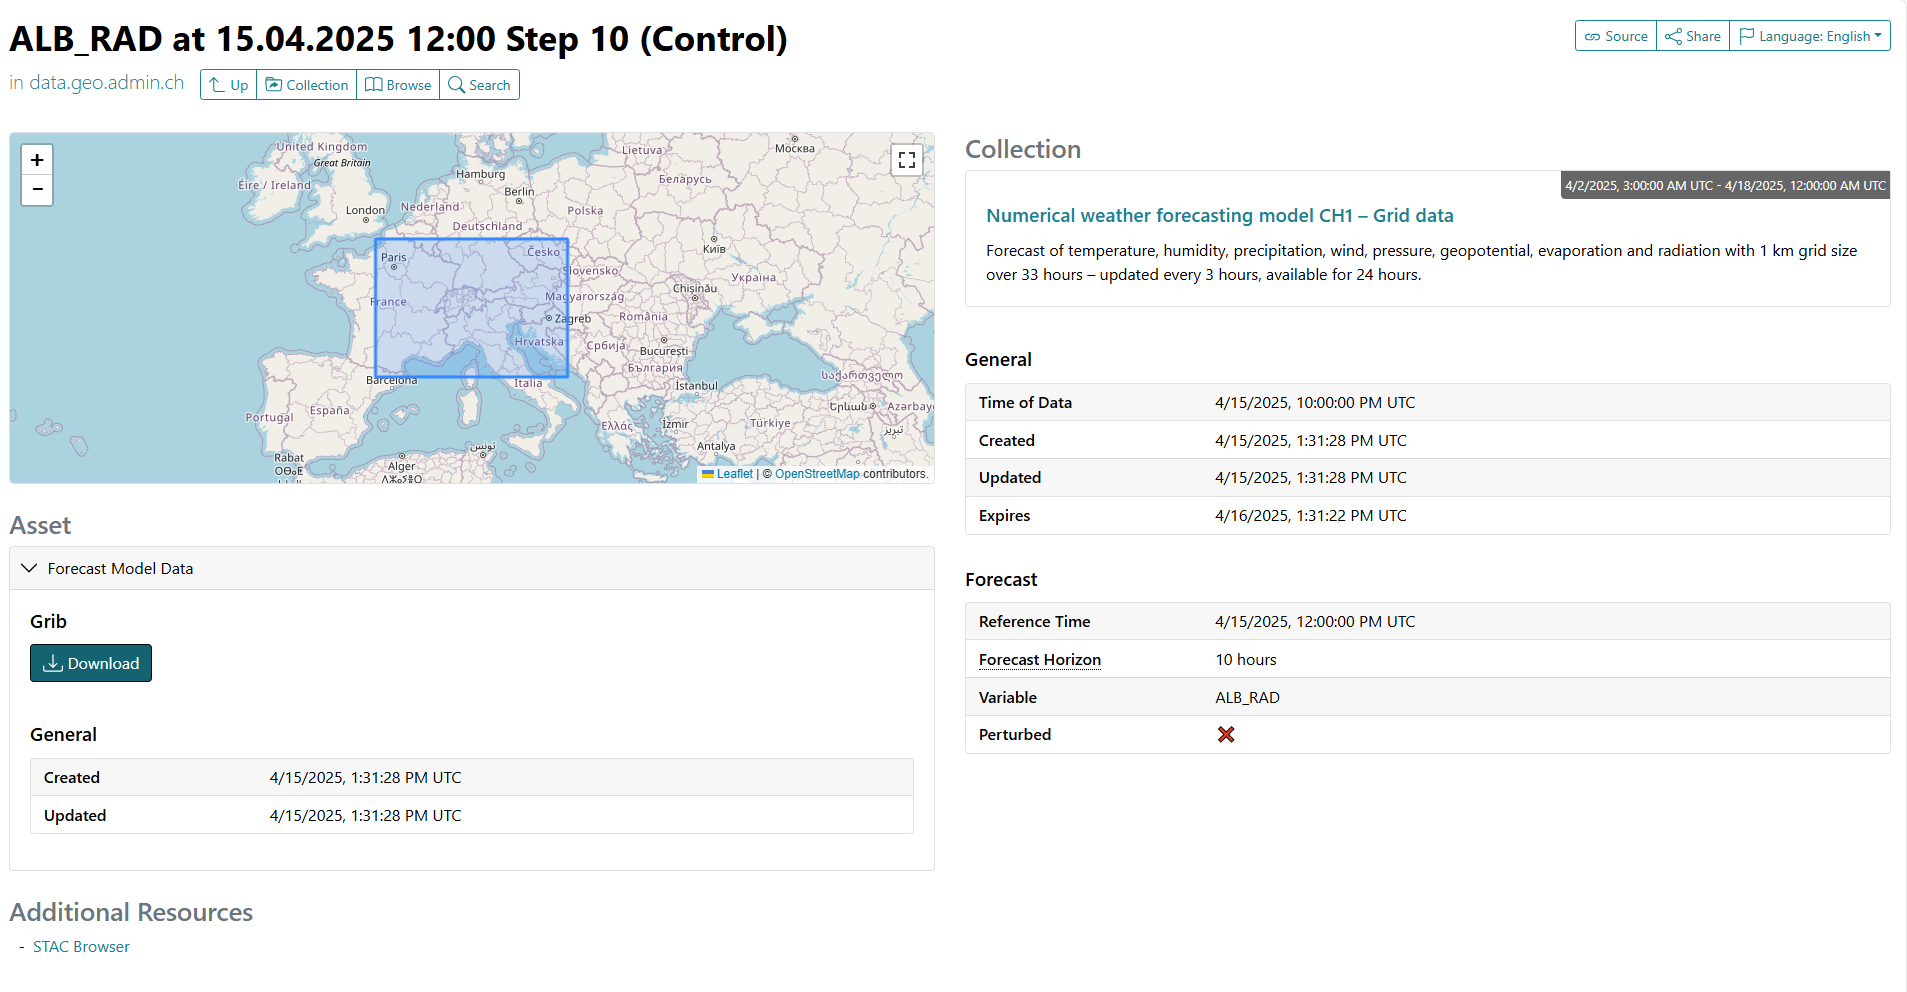 ALB_RAD at 15.04.2025 12:00 Step 10 (Control)
Source Share Language: English
in data.geo.admin.ch Up Collection Browse Search
+
−
United Kingdom
Great Britain
Éire / Ireland
London
Hamburg
Berlin
Nederland
Deutschland
Lietuva
Москва
Беларусь
Polska
Київ
Україна
Paris
Česko
Slovensko
France
Magyarország
Chișinău
Zagreb
România
Hrvatska
Србија
București
България
Barcelona
Italia
Istanbul
საქართველო
Portugal
España
Ελλάς
İzmir
Türkiye
Հայաստան
Azərbay
تبریز
Antalya
تونس
Rabat
ⵔⴱⴰⵟ
Alger
Leaflet | © OpenStreetMap contributors.
Asset
Forecast Model Data
Grib
Download
General
Created 4/15/2025, 1:31:28 PM UTC
Updated 4/15/2025, 1:31:28 PM UTC
Additional Resources
- STAC Browser
Collection
4/2/2025, 3:00:00 AM UTC - 4/18/2025, 12:00:00 AM UTC
Numerical weather forecasting model CH1 – Grid data
Forecast of temperature, humidity, precipitation, wind, pressure, geopotential, evaporation and radiation with 1 km grid size
over 33 hours – updated every 3 hours, available for 24 hours.
General
Time of Data 4/15/2025, 10:00:00 PM UTC
Created 4/15/2025, 1:31:28 PM UTC
Updated 4/15/2025, 1:31:28 PM UTC
Expires 4/16/2025, 1:31:22 PM UTC
Forecast
Reference Time 4/15/2025, 12:00:00 PM UTC
Forecast Horizon 10 hours
Variable ALB_RAD
Perturbed ❌